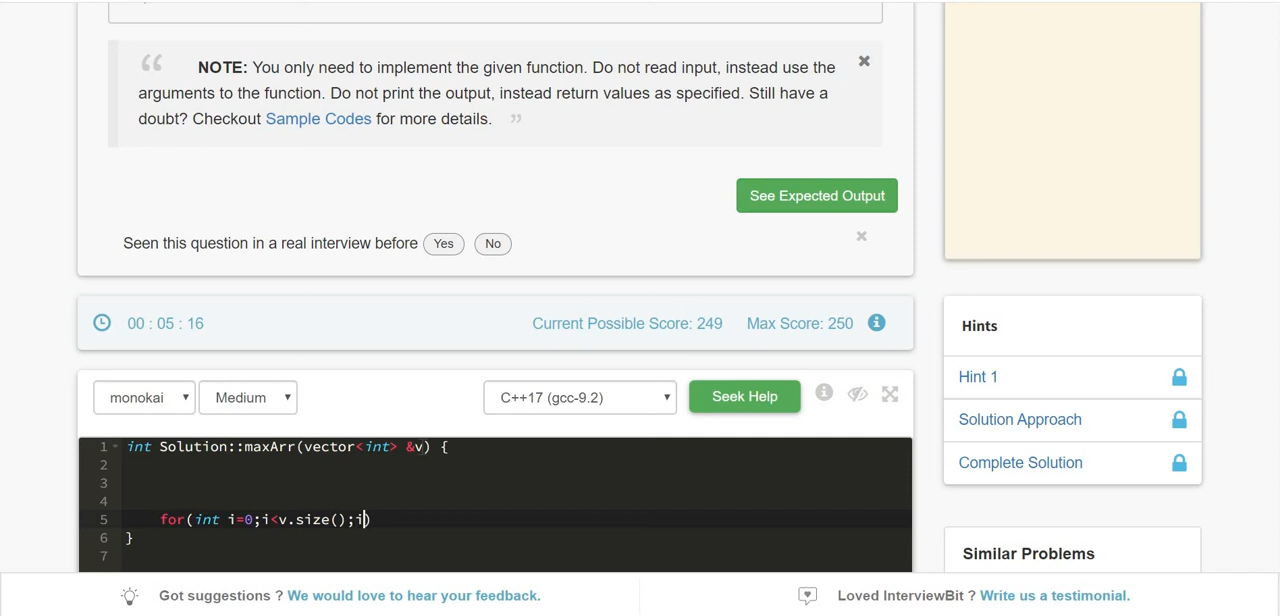 “ NOTE: You only need to implement the given function. Do not read input, instead use the
arguments to the function. Do not print the output, instead return values as specified. Still have a
doubt? Checkout Sample Codes for more details. ”
See Expected Output
Seen this question in a real interview before Yes No
00 : 05 : 16 Current Possible Score: 249 Max Score: 250
monokai Medium C++17 (gcc-9.2) Seek Help
1 int Solution::maxArr(vector<int> &v) {
2
3
4
5 for(int i=0;i<v.size();i)
6 }
7
Hints
Hint 1
Solution Approach
Complete Solution
Similar Problems
Got suggestions ? We would love to hear your feedback.
Loved InterviewBit ? Write us a testimonial.